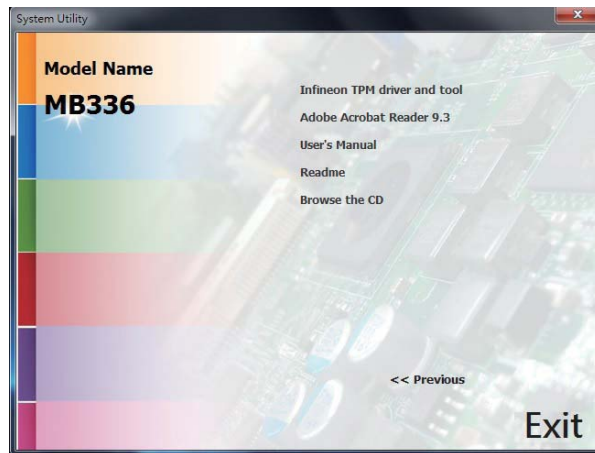 System Utility
Model Name
MB336
Infineon TPM driver and tool
Adobe Acrobat Reader 9.3
User's Manual
Readme
Browse the CD
<< Previous
Exit